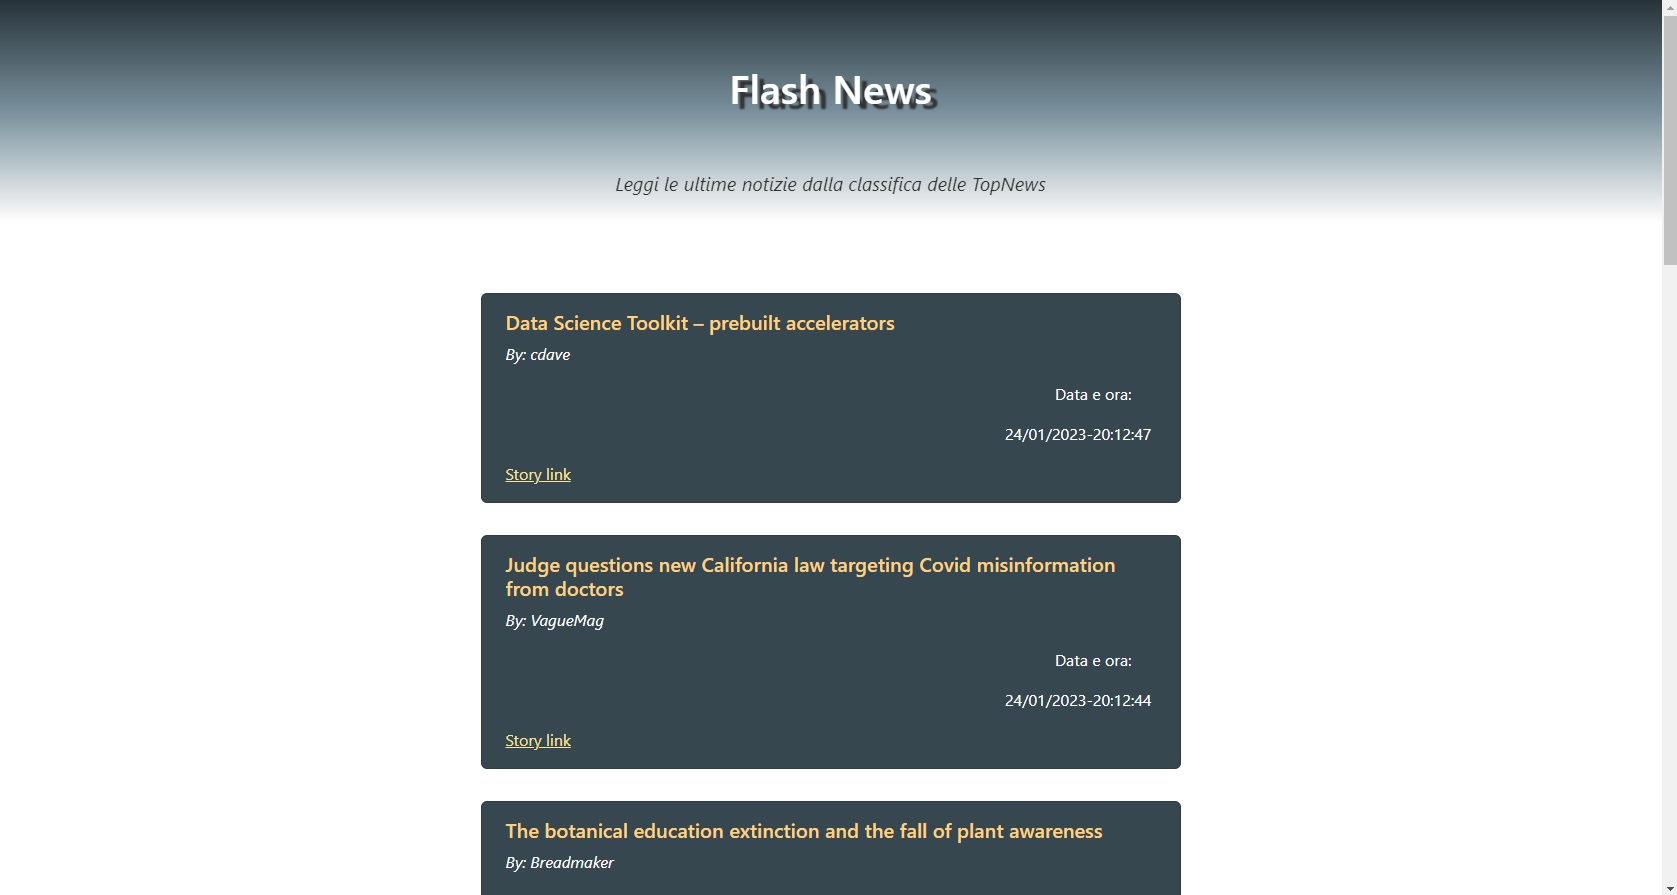 Flash News
Leggi le ultime notizie dalla classifica delle TopNews
Data Science Toolkit – prebuilt accelerators
By: cdave
Data e ora:
24/01/2023-20:12:47
Story link
Judge questions new California law targeting Covid misinformation
from doctors
By: VagueMag
Data e ora:
24/01/2023-20:12:44
Story link
The botanical education extinction and the fall of plant awareness
By: Breadmaker